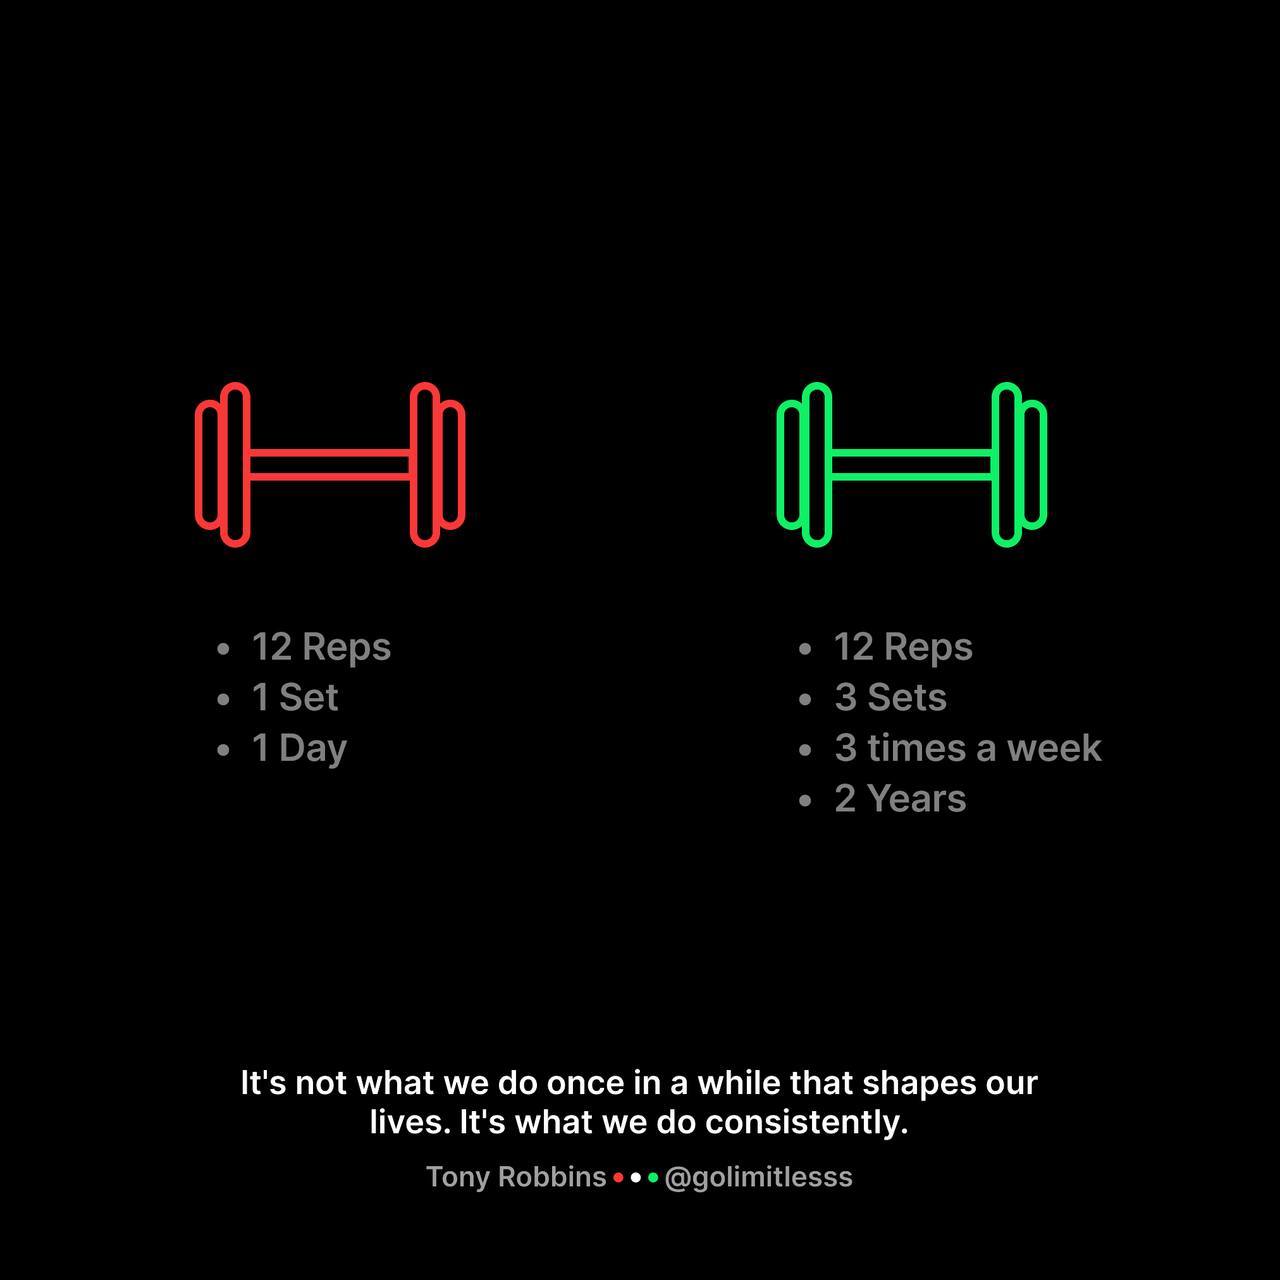 • 12 Reps
• 1 Set
• 1 Day
• 12 Reps
• 3 Sets
• 3 times a week
• 2 Years
It's not what we do once in a while that shapes our
lives. It's what we do consistently.
Tony Robbins ••• @golimitlesss